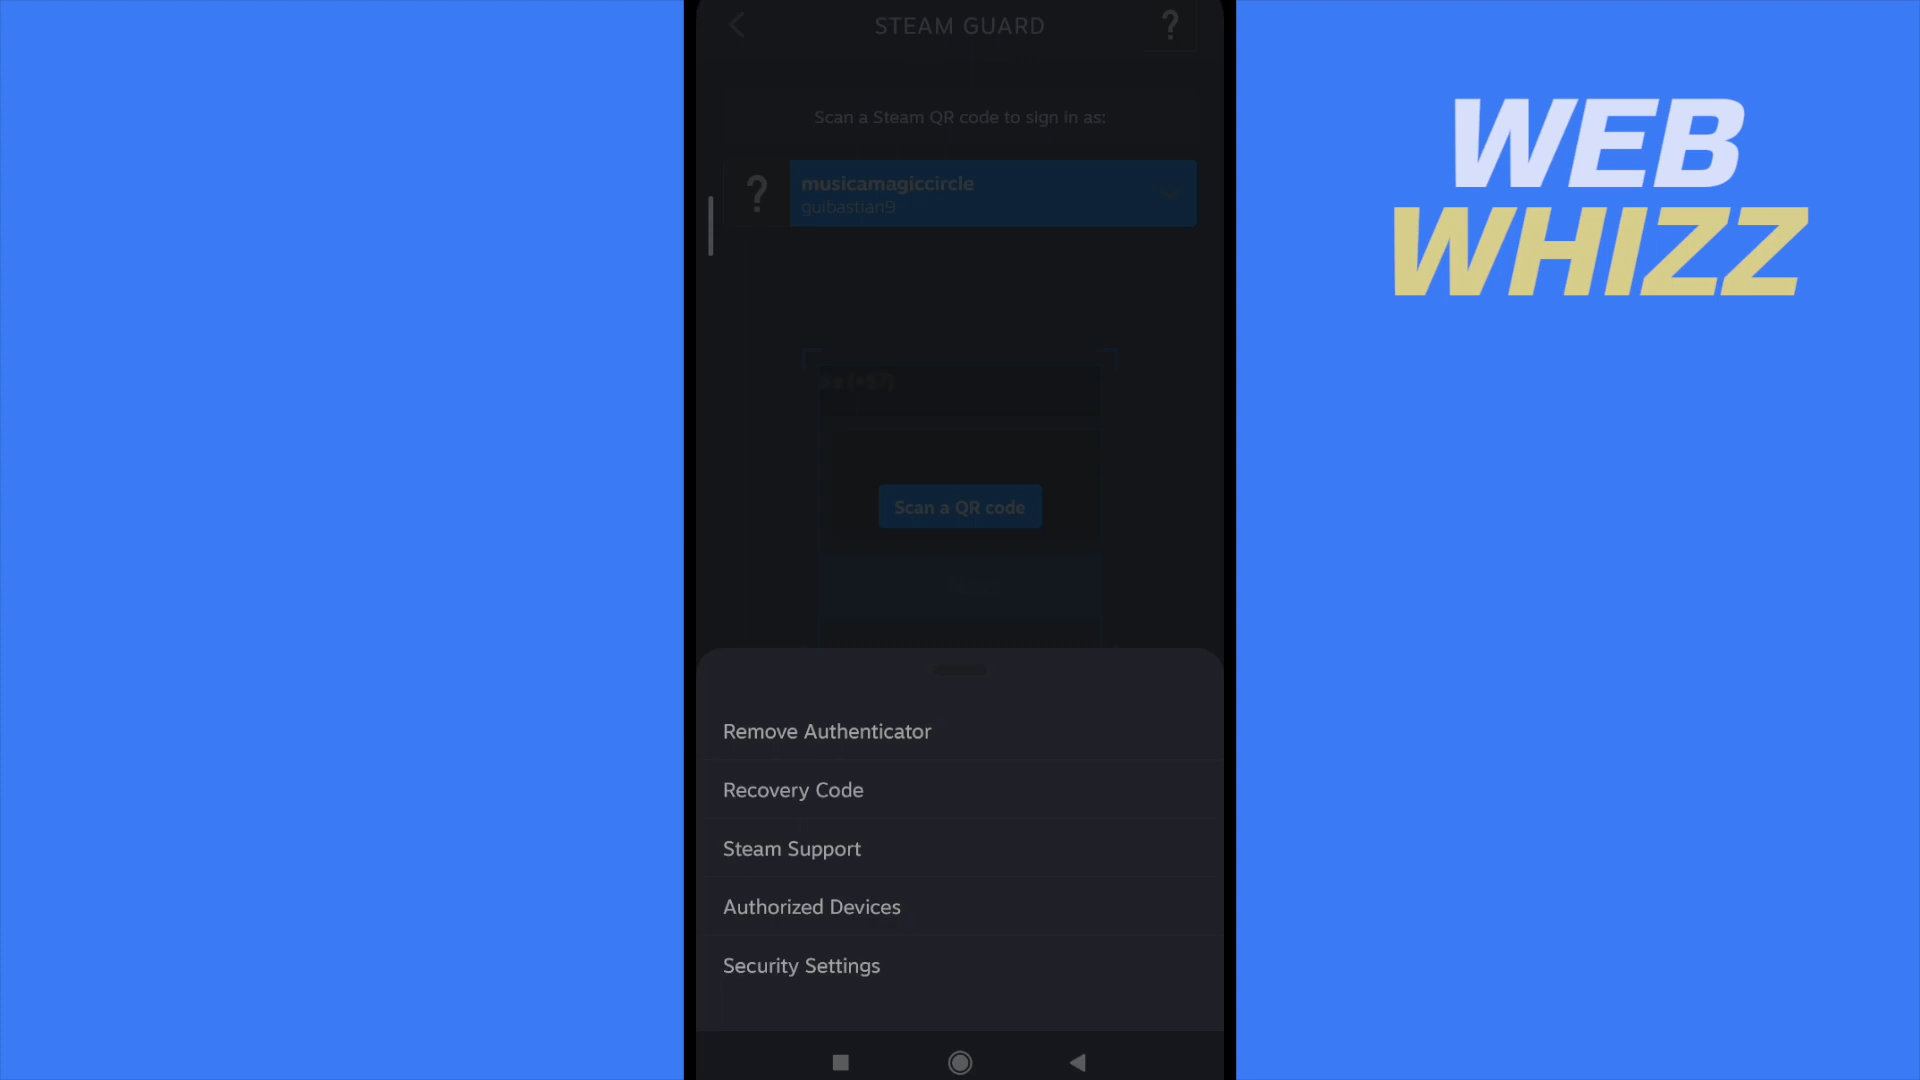 STEAM GUARD
?
Scan a Steam QR code to sign in as:
?
musicamagiccircle
guibastian9
Scan a QR code
Remove Authenticator
Recovery Code
Steam Support
Authorized Devices
Security Settings
WEB
WHIZZ